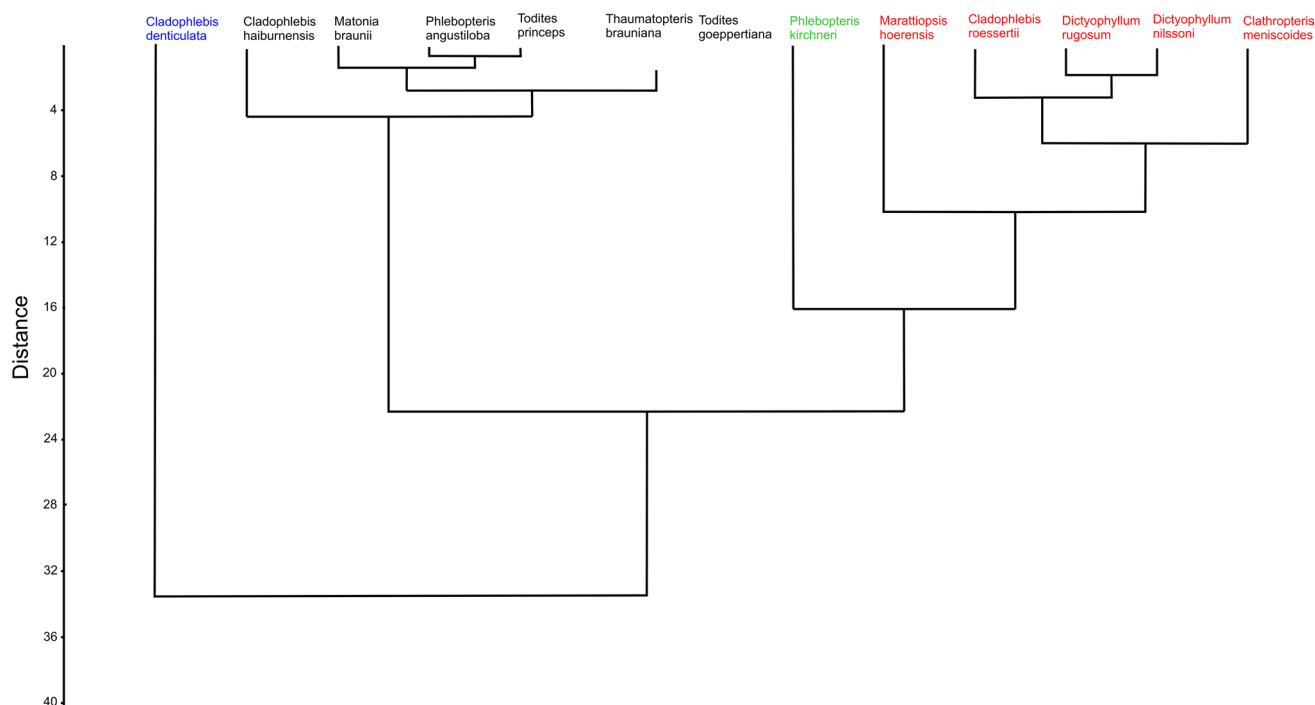 Cladophlebis
denticulata
Cladophlebis
haiburnensis
Matonia
braunii
Phlebopteris
angustiloba
Todites
princeps
Thaumatopteris
brauniana
Todites
goeppertiana
Phlebopteris
kirchneri
Marattiopsis
hoerensis
Cladophlebis
roessertii
Dictyophyllum
rugosum
Dictyophyllum
nilssoni
Clathropteris
meniscoides
Distance
4
8
12
16
20
24
28
32
36
40